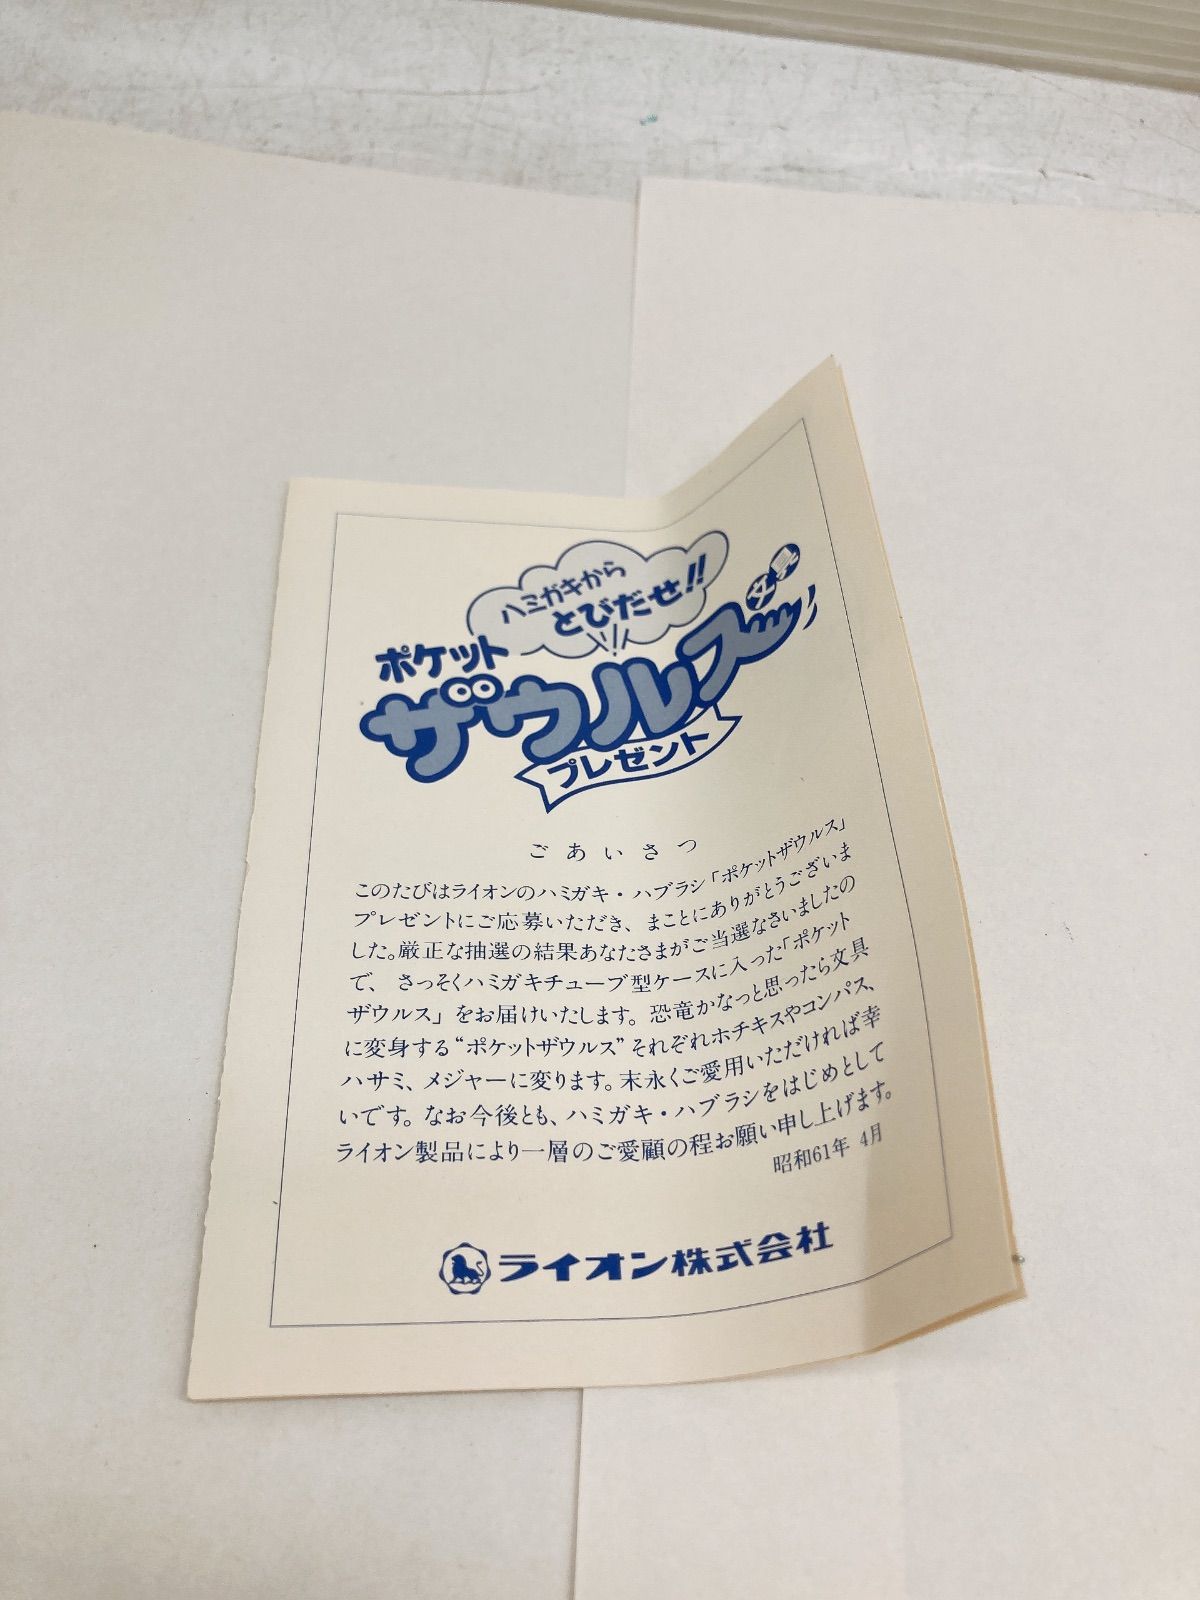 ハミガキから
とびだせ!!
文具
ポケット
ザウルス
プレゼント
ごあいさつ
このたびはライオンのハミガキ・ハブラシ「ポケットザウルス」
プレゼントにご応募いただき、まことにありがとうございま
した。厳正な抽選の結果あなたさまがご当選なさいましたの
で、さっそくハミガキチューブ型ケースに入った「ポケット
ザウルス」をお届けいたします。恐竜かなっと思ったら文具
に変身する“ポケットザウルス”それぞれホチキスやコンパス、
ハサミ、メジャーに変ります。末永くご愛用いただければ幸
いです。なお今後とも、ハミガキ・ハブラシをはじめとして
ライオン製品により一層のご愛顧の程お願い申し上げます。
昭和61年 4月
ライオン株式会社